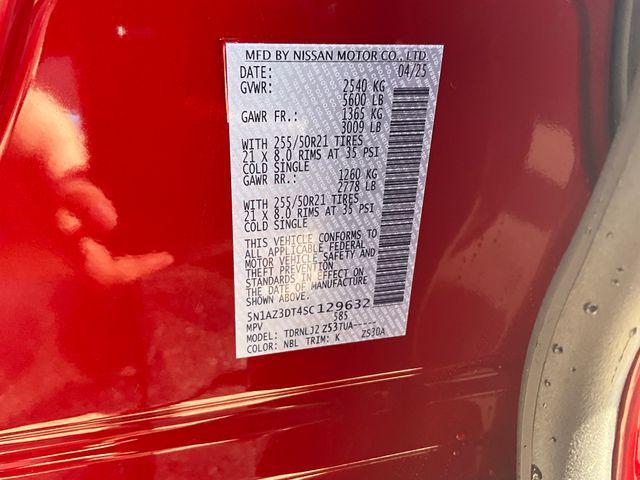 MFD BY NISSAN MOTOR CO., LTD.
DATE: 04/25
GVWR: 2540 KG
5600 LB
GAWR FR.: 1365 KG
3009 LB
WITH 255/50R21 TIRES
21 X 8.0 RIMS AT 35 PSI
COLD SINGLE
GAWR RR.: 1260 KG
2778 LB
WITH 255/50R21 TIRES
21 X 8.0 RIMS AT 35 PSI
COLD SINGLE
THIS VEHICLE CONFORMS TO
ALL APPLICABLE FEDERAL
MOTOR VEHICLE SAFETY AND
THEFT PREVENTION
STANDARDS IN EFFECT ON
THE DATE OF MANUFACTURE
SHOWN ABOVE.
5N1AZ3DT4SC129632
MPV 585
MODEL: TDRNLJ2 Z53TUA-----
COLOR: NBL TRIM: K Z530A